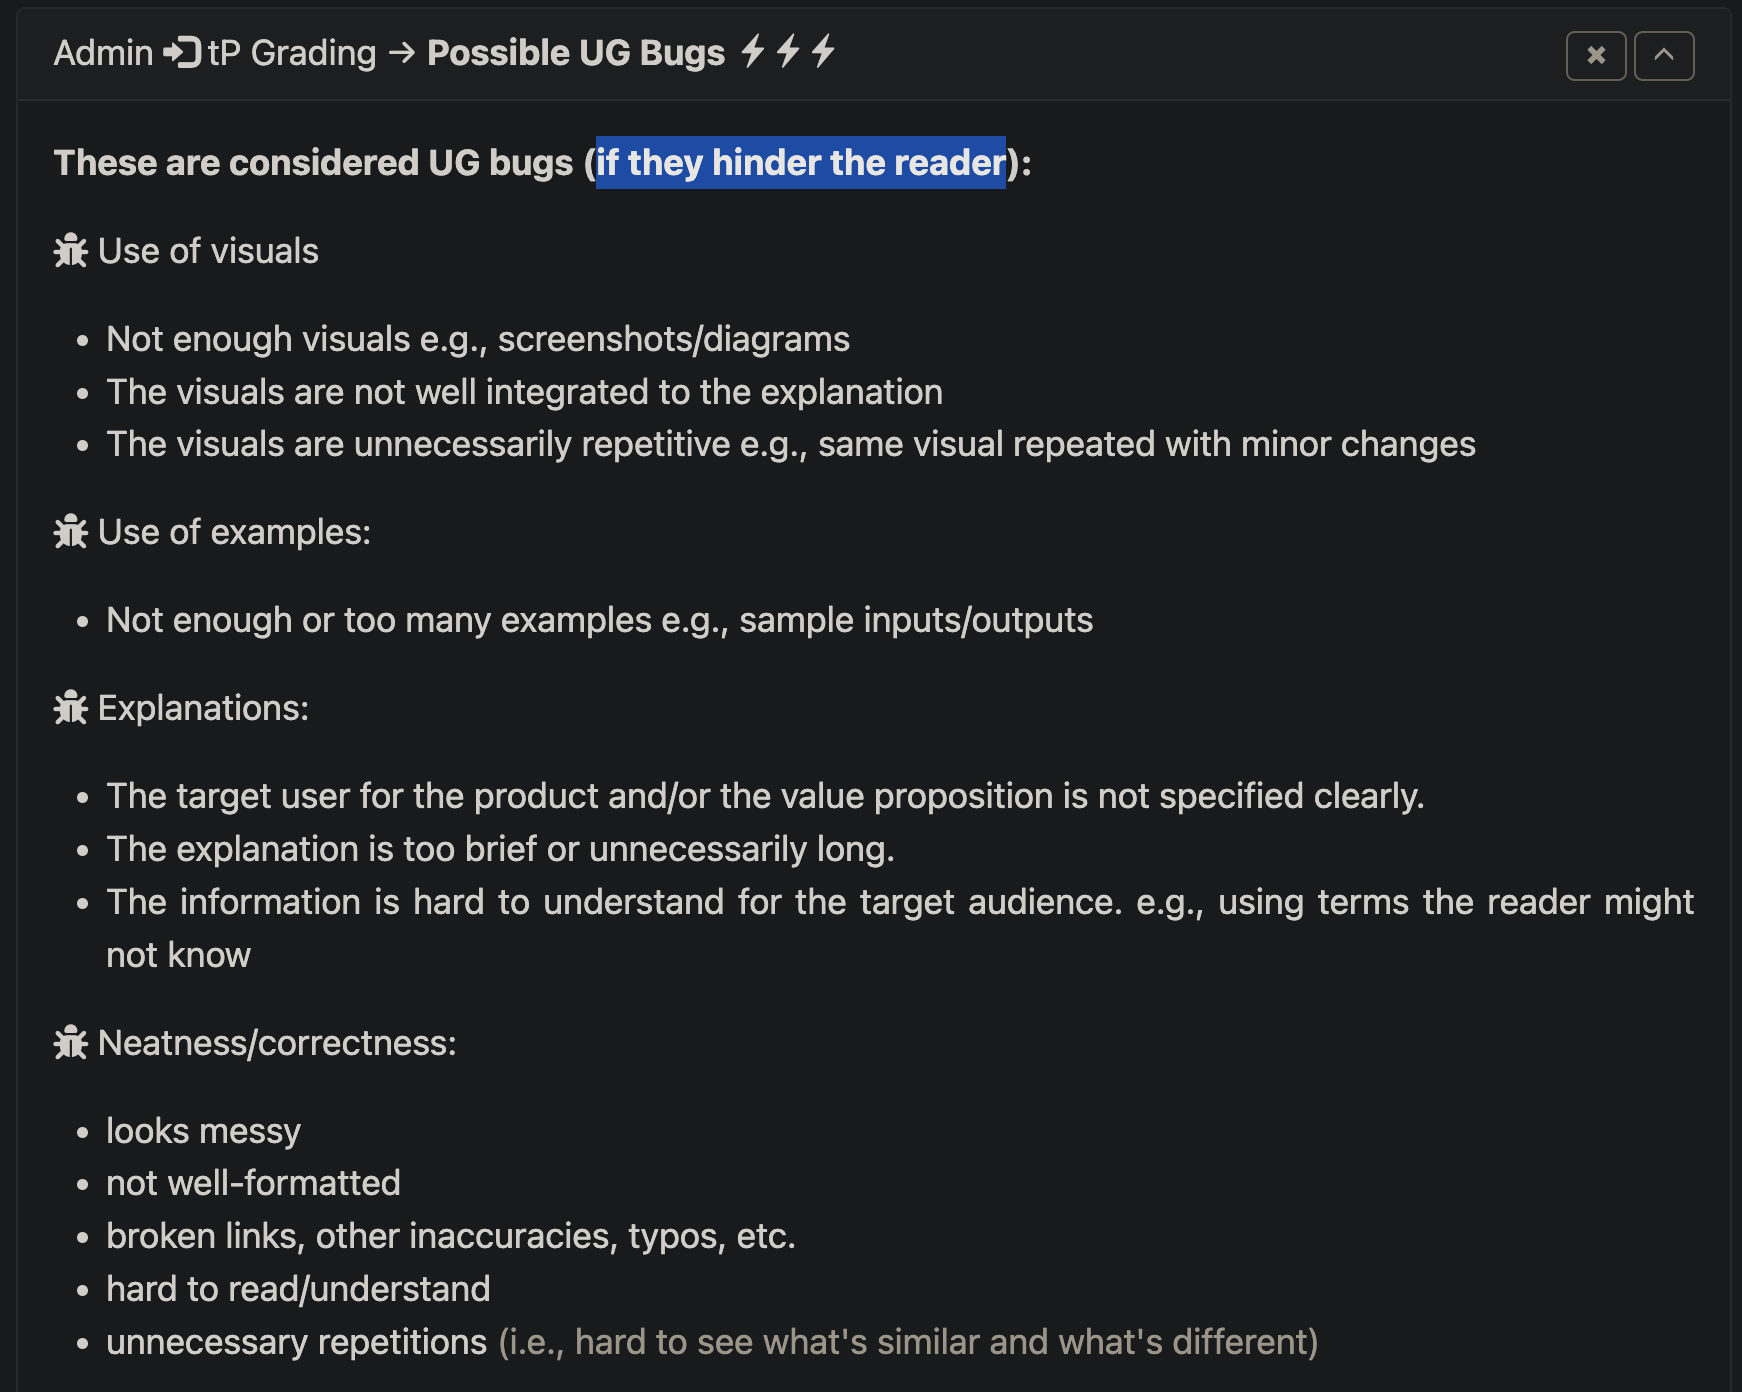 Admin tP Grading → Possible UG Bugs
These are considered UG bugs (if they hinder the reader):
Use of visuals
• Not enough visuals e.g., screenshots/diagrams
• The visuals are not well integrated to the explanation
• The visuals are unnecessarily repetitive e.g., same visual repeated with minor changes
Use of examples:
• Not enough or too many examples e.g., sample inputs/outputs
Explanations:
• The target user for the product and/or the value proposition is not specified clearly.
• The explanation is too brief or unnecessarily long.
• The information is hard to understand for the target audience. e.g., using terms the reader might
not know
Neatness/correctness:
• looks messy
• not well-formatted
• broken links, other inaccuracies, typos, etc.
• hard to read/understand
• unnecessary repetitions (i.e., hard to see what's similar and what's different)